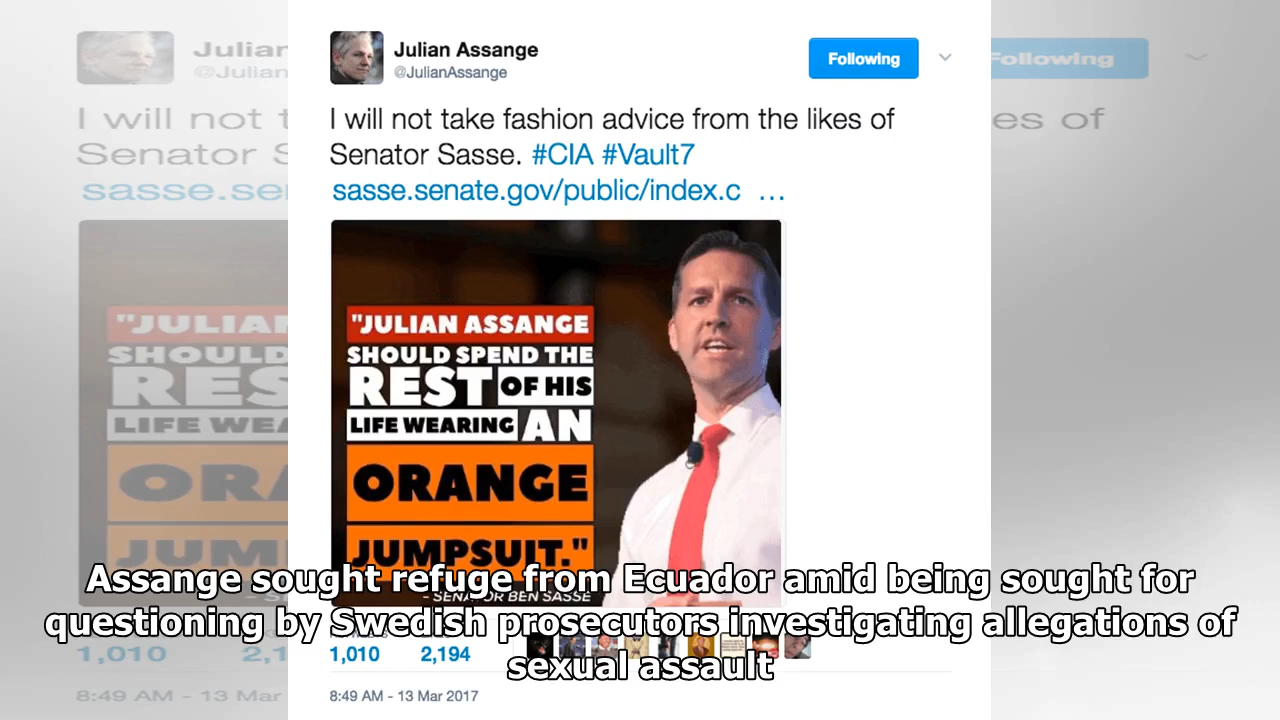 Julian Assange
@JulianAssange
Following
I will not take fashion advice from the likes of
Senator Sasse. #CIA #Vault7
sasse.senate.gov/public/index.c …
"JULIAN ASSANGE
SHOULD SPEND THE
REST OF HIS
LIFE WEARING AN
ORANGE
JUMPSUIT."
- SENATOR BEN SASSE
Assange sought refuge from Ecuador amid being sought for
questioning by Swedish prosecutors investigating allegations of
sexual assault
1,010 2,194
8:49 AM - 13 Mar 2017